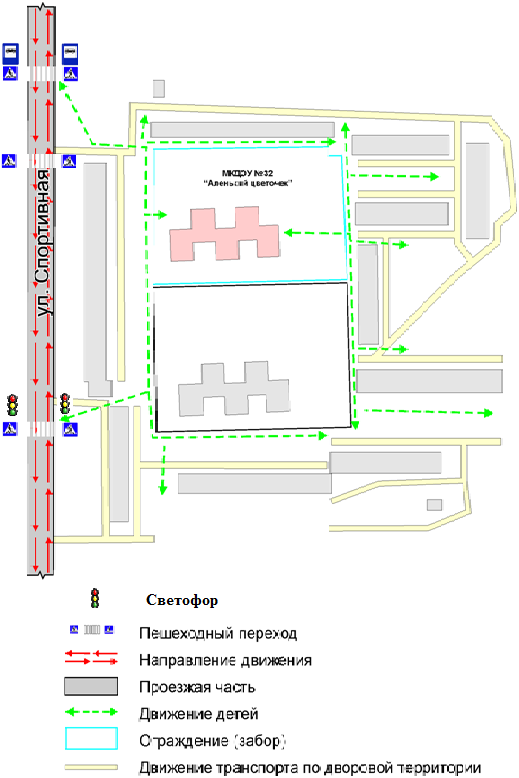 МКДОУ №32
"Аленький цветочек"
ул. Спортивная
Светофор
Пешеходный переход
Направление движения
Проезжая часть
Движение детей
Ограждение (забор)
Движение транспорта по дворовой территории